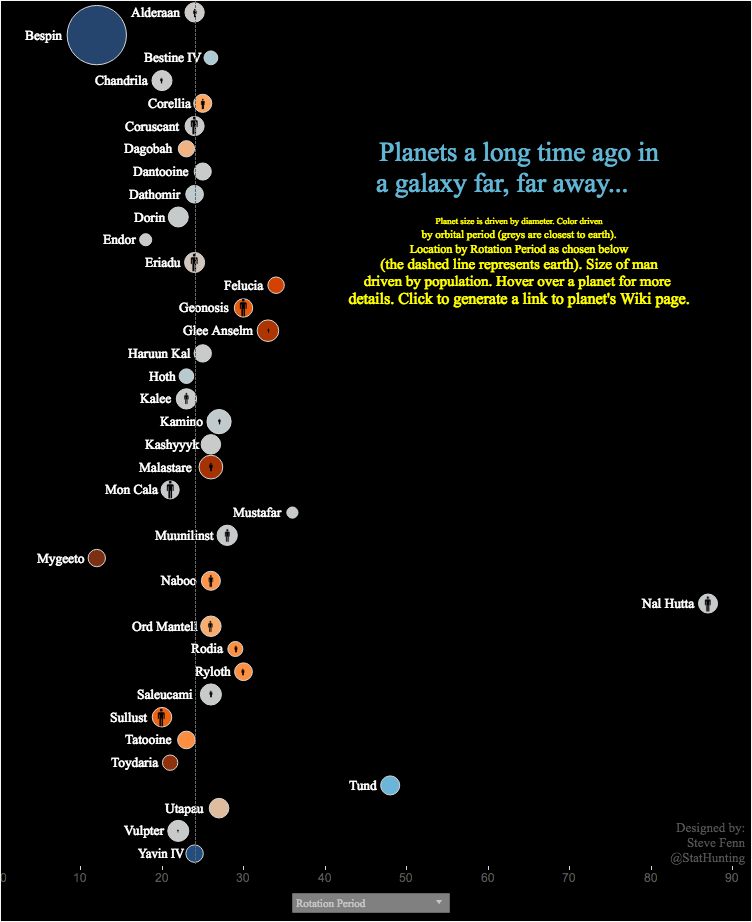 Alderaan
Bespin
Bestine IV
Chandrila
Corellia
Coruscant
Dagobah
Dantooine
Dathomir
Dorin
Endor
Eriadu
Felucia
Geonosis
Glee Anselm
Haruun Kal
Hoth
Kalee
Kamino
Kashyyyk
Malastare
Mon Cala
Mustafar
Muunilinst
Mygeeto
Naboo
Nal Hutta
Ord Mantell
Rodia
Ryloth
Saleucami
Sullust
Tatooine
Toydaria
Tund
Utapau
Vulpter
Yavin IV
Planets a long time ago in
a galaxy far, far away...
Planet size is driven by diameter. Color driven
by orbital period (greys are closest to earth).
Location by Rotation Period as chosen below
(the dashed line represents earth). Size of man
driven by population. Hover over a planet for more
details. Click to generate a link to planet's Wiki page.
Designed by:
Steve Fenn
@StatHunting
0 10 20 30 40 50 60 70 80 90
Rotation Period